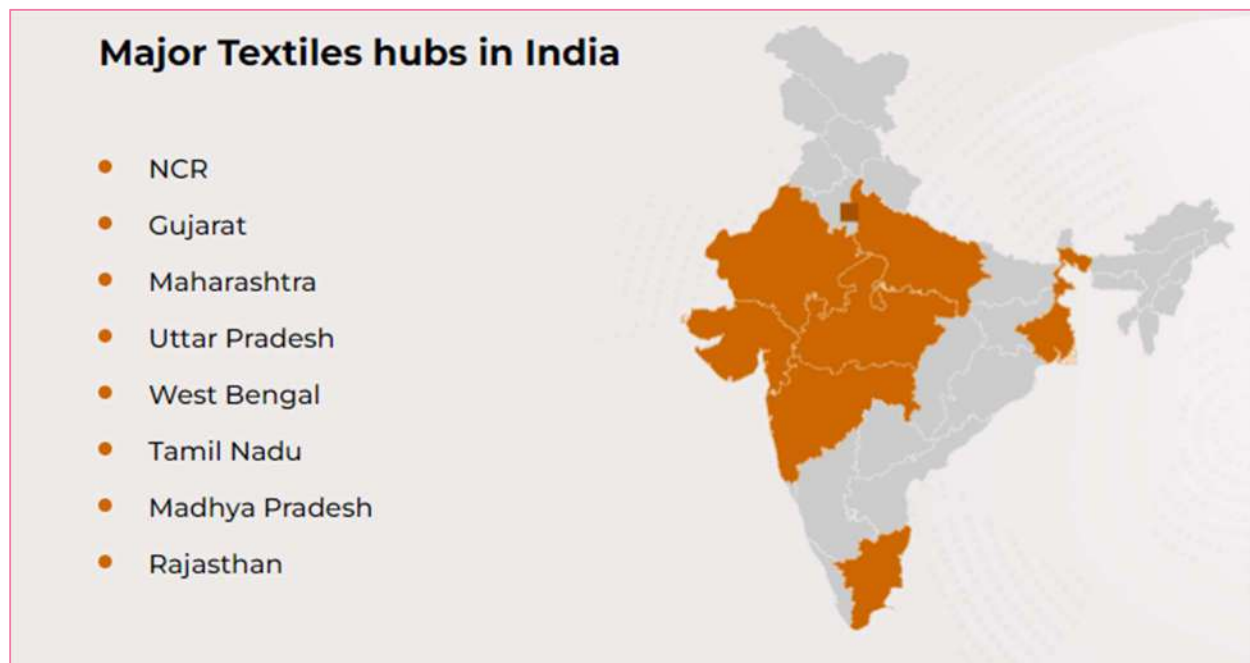 Major Textiles hubs in India
NCR
Gujarat
Maharashtra
Uttar Pradesh
West Bengal
Tamil Nadu
Madhya Pradesh
Rajasthan